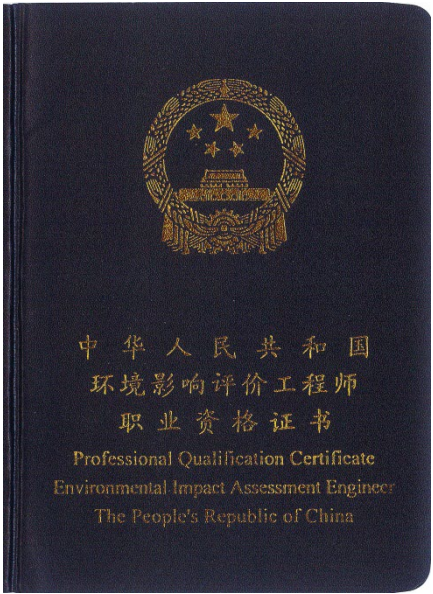 中华人民共和国
环境影响评价工程师
职业资格证书
Professional Qualification Certificate
Environmental Impact Assessment Engineer
The People's Republic of China